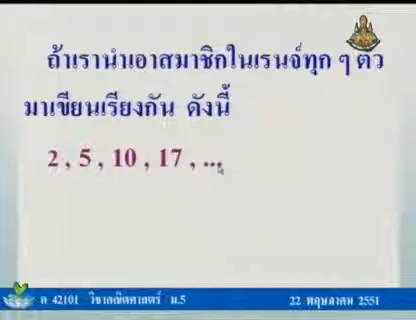 ถ้าเรานำเอาสมาชิกในเรนจ์ทุก ๆ ตัว
มาเขียนเรียงกัน ดังนี้
2 , 5 , 10 , 17 , ...,
ค 42101 วิชาคณิตศาสตร์ ม.5 22 พฤษภาคม 2551